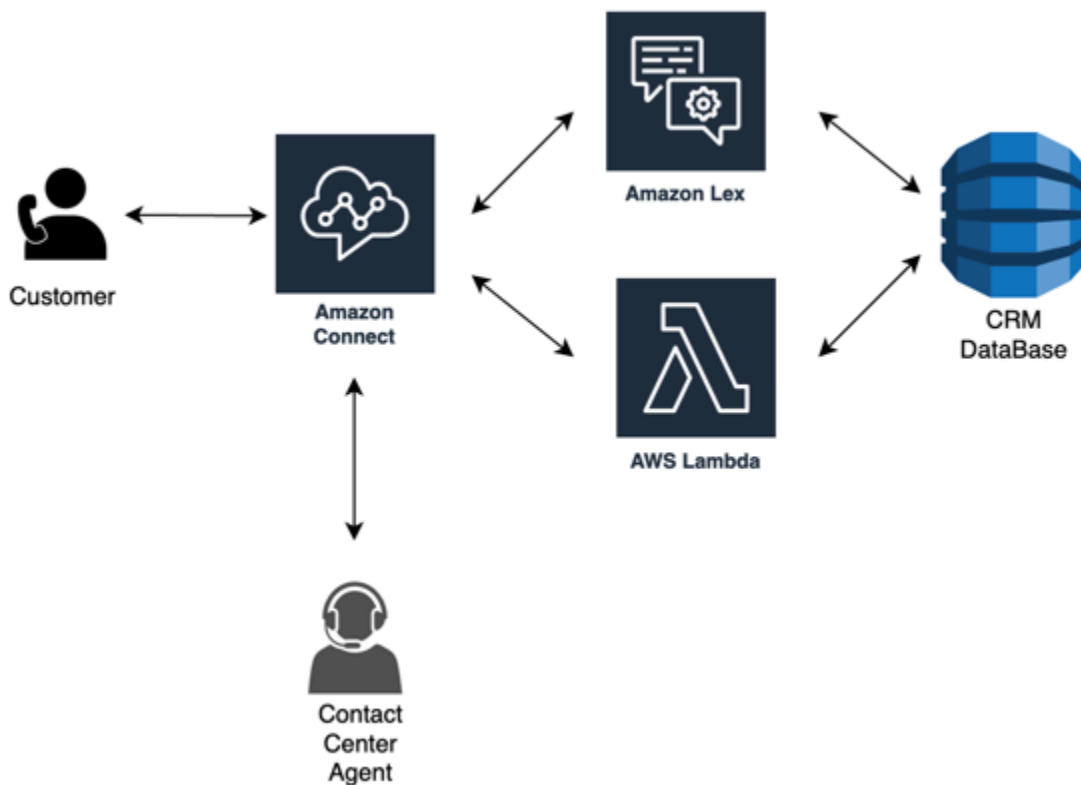 Amazon Lex
Customer
Amazon
Connect
CRM
DataBase
AWS Lambda
Contact
Center
Agent